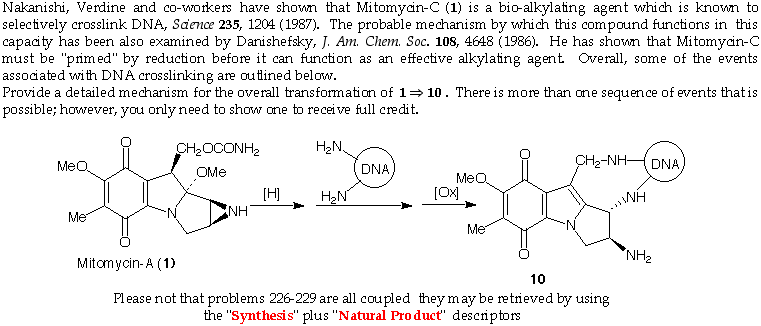 Nakanishi, Verdine and co-workers have shown that Mitomycin-C (1) is a bio-alkylating agent which is known to
selectively crosslink DNA, Science 235, 1204 (1987). The probable mechanism by which this compound functions in this
capacity has been also examined by Danishefsky, J. Am. Chem. Soc. 108, 4648 (1986). He has shown that Mitomycin-C
must be "primed" by reduction before it can function as an effective alkylating agent. Overall, some of the events
associated with DNA crosslinking are outlined below.
Provide a detailed mechanism for the overall transformation of 1 ⇒ 10 . There is more than one sequence of events that is
possible; however, you only need to show one to receive full credit.
O CH2OCONH2 MeO OMe Me N NH O
[H]
H2N DNA H2N
[Ox]
O CH2-NH DNA MeO NH Me N NH2 O
Mitomycin-A (1)
10
Please not that problems 226-229 are all coupled they may be retrieved by using
the "Synthesis" plus "Natural Product" descriptors